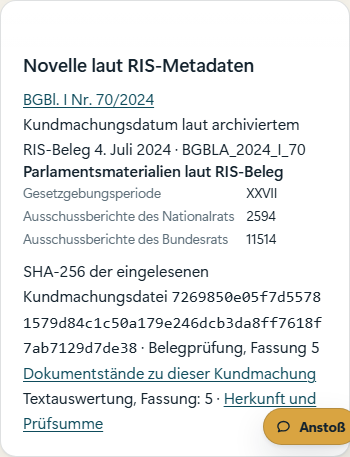 Novelle laut RIS-Metadaten
BGBl. I Nr. 70/2024
Kundmachungsdatum laut archiviertem
RIS-Beleg 4. Juli 2024 · BGBLA_2024_I_70
Parlamentsmaterialien laut RIS-Beleg
Gesetzgebungsperiode XXVII
Ausschussberichte des Nationalrats 2594
Ausschussberichte des Bundesrats 11514
SHA-256 der eingelesenen
Kundmachungsdatei 7269850e05f7d5578
1579d84c1c50a179e246dcb3da8ff7618f
7ab7129d7de38 · Belegprüfung, Fassung 5
Dokumentstände zu dieser Kundmachung
Textauswertung, Fassung: 5 · Herkunft und
Prüfsumme
Anstoß